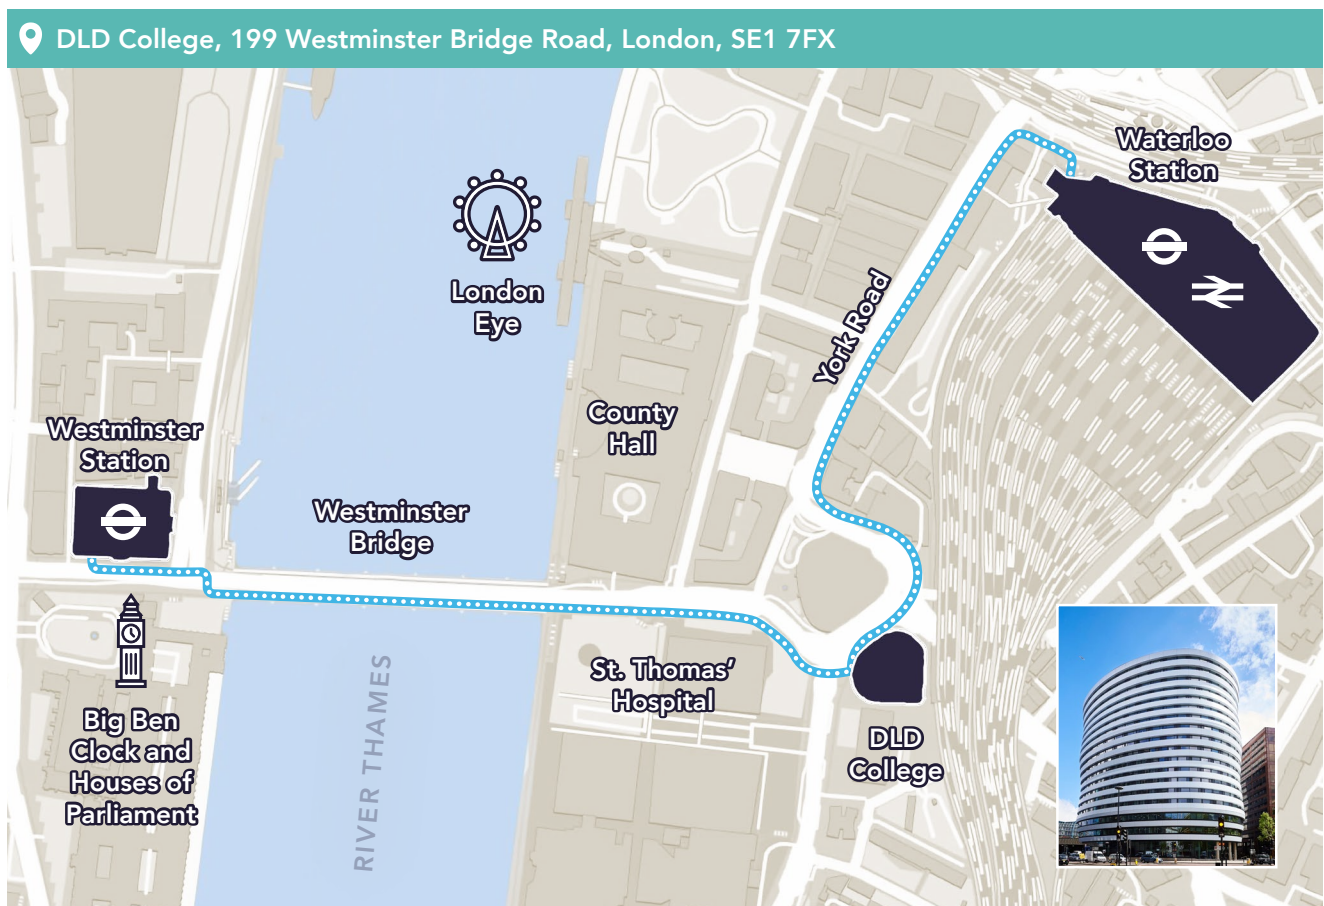 DLD College, 199 Westminster Bridge Road, London, SE1 7FX
Waterloo
Station
London
Eye
York Road
County
Hall
Westminster
Station
Westminster
Bridge
St. Thomas'
Hospital
RIVER THAMES
Big Ben
Clock and
Houses of
Parliament
DLD
College